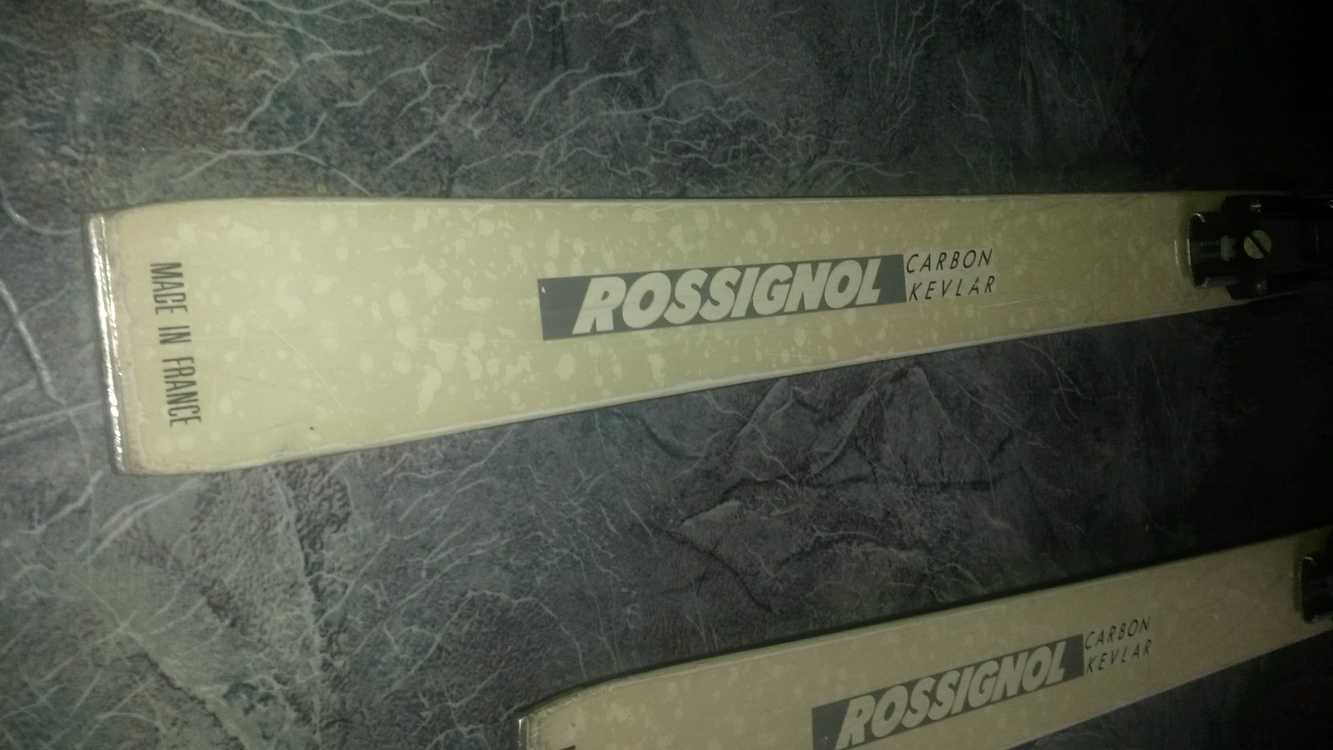 MADE IN FRANCE
ROSSIGNOL
CARBON
KEVLAR
ROSSIGNOL
CARBON
KEVLAR